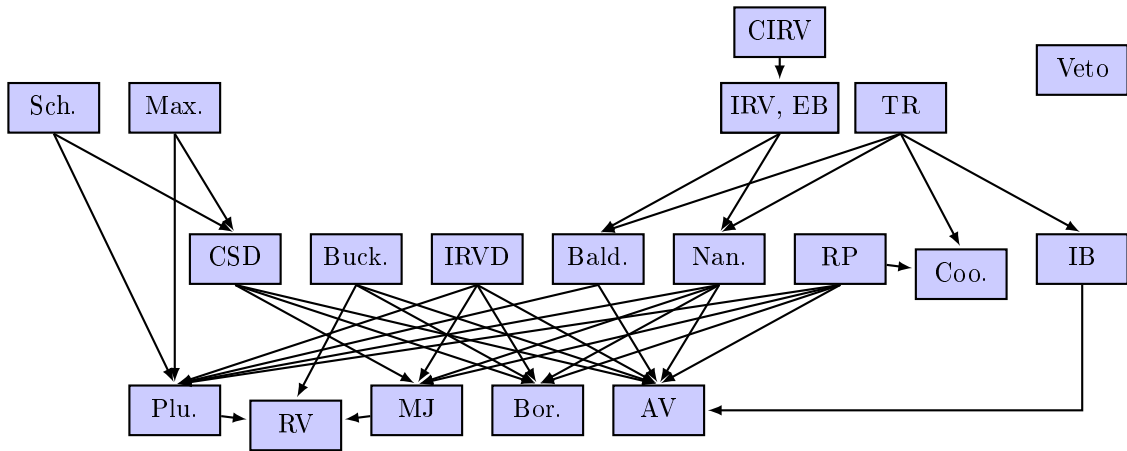 CIRV
Veto
Sch.
Max.
IRV, EB
TR
CSD
Buck.
IRVD
Bald.
Nan.
RP
Coo.
IB
Plu.
RV
MJ
Bor.
AV